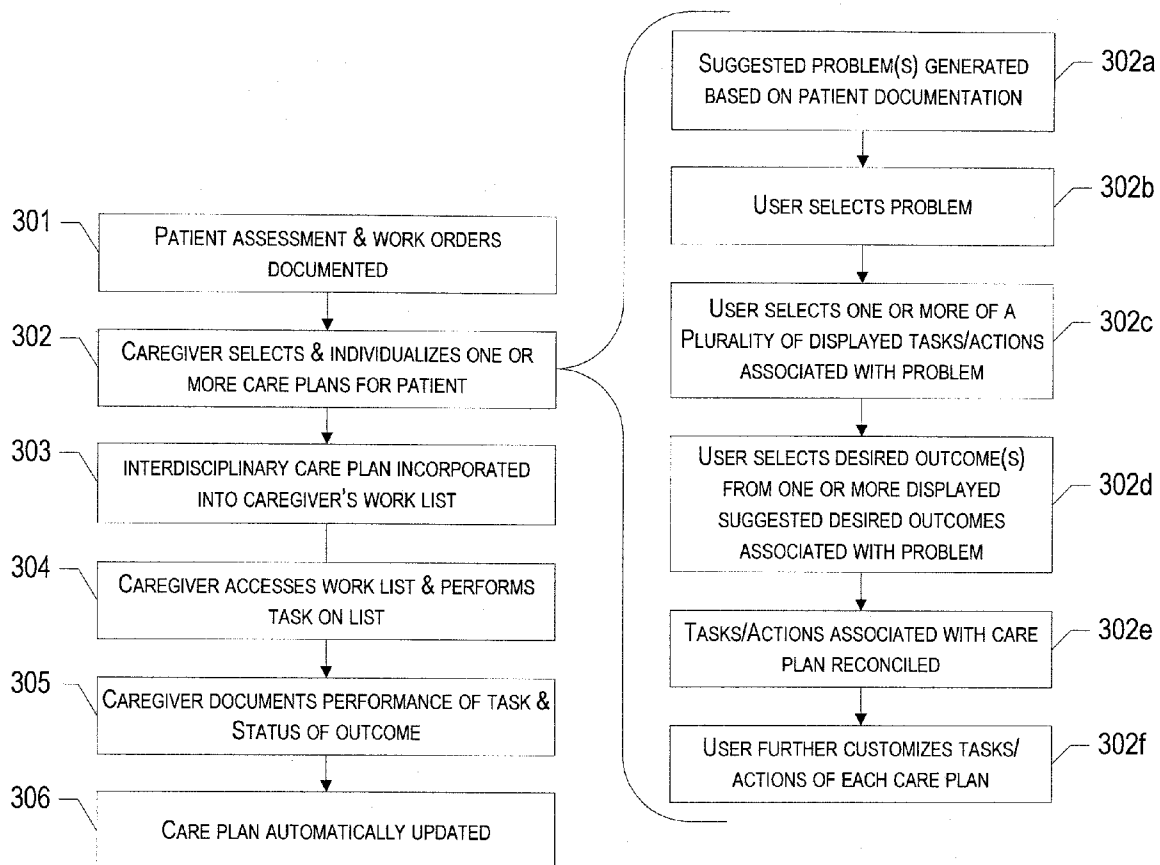 301
PATIENT ASSESSMENT & WORK ORDERS
DOCUMENTED
302
CAREGIVER SELECTS & INDIVIDUALIZES ONE OR
MORE CARE PLANS FOR PATIENT
303
INTERDISCIPLINARY CARE PLAN INCORPORATED
INTO CAREGIVER'S WORK LIST
304
CAREGIVER ACCESSES WORK LIST & PERFORMS
TASK ON LIST
305
CAREGIVER DOCUMENTS PERFORMANCE OF TASK &
STATUS OF OUTCOME
306
CARE PLAN AUTOMATICALLY UPDATED
SUGGESTED PROBLEM(S) GENERATED
BASED ON PATIENT DOCUMENTATION
302a
USER SELECTS PROBLEM
302b
USER SELECTS ONE OR MORE OF A
PLURALITY OF DISPLAYED TASKS/ACTIONS
ASSOCIATED WITH PROBLEM
302c
USER SELECTS DESIRED OUTCOME(S)
FROM ONE OR MORE DISPLAYED
SUGGESTED DESIRED OUTCOMES
ASSOCIATED WITH PROBLEM
302d
TASKS/ACTIONS ASSOCIATED WITH CARE
PLAN RECONCILED
302e
USER FURTHER CUSTOMIZES TASKS/
ACTIONS OF EACH CARE PLAN
302f